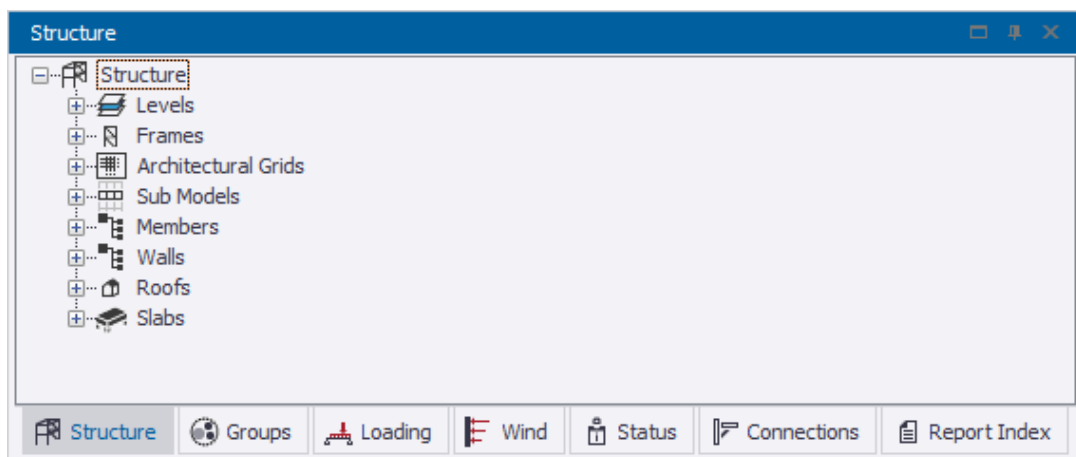 Structure
Structure
Levels
Frames
Architectural Grids
Sub Models
Members
Walls
Roofs
Slabs
Structure Groups Loading Wind Status Connections Report Index